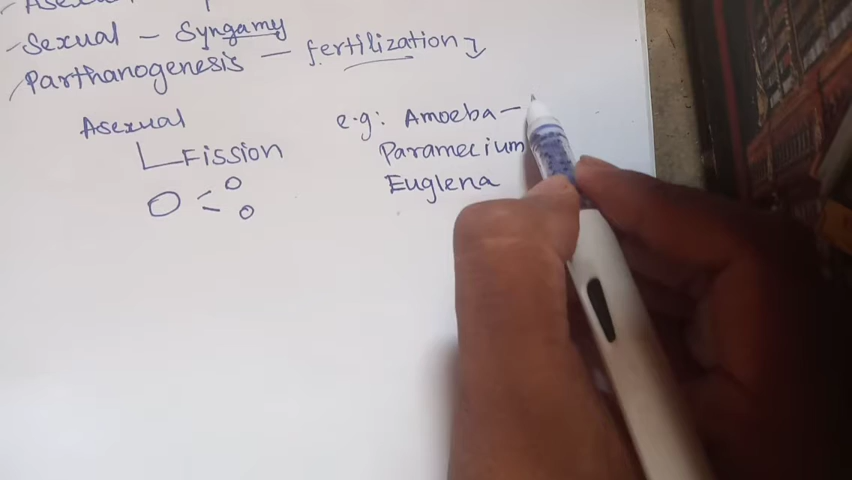 Sexual - Syngamy
Parthanogenesis - fertilization
Asexual
Fission
e.g: Amoeba -
Paramecium
Euglena